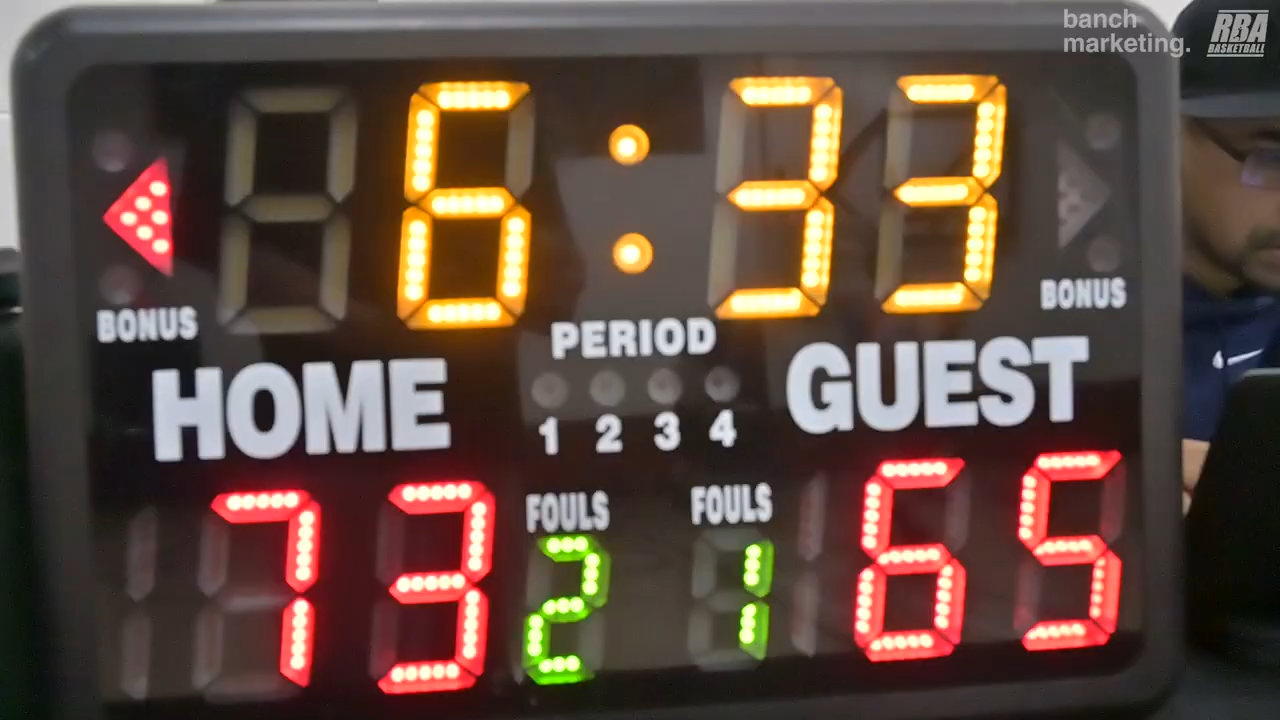 banch
marketing.
RBA
BASKETBALL
6:33
BONUS
BONUS
PERIOD
HOME
GUEST
1 2 3 4
FOULS
FOULS
73
2
1
65